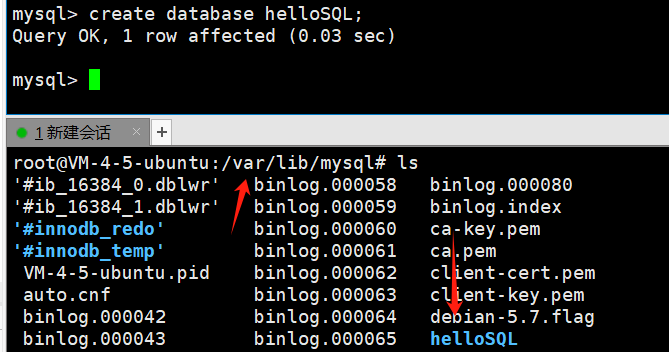 mysql> create database helloSQL;
Query OK, 1 row affected (0.03 sec)
mysql>
1 新建会话 × +
root@VM-4-5-ubuntu:/var/lib/mysql# ls
'#ib_16384_0.dblwr' binlog.000058 binlog.000080
'#ib_16384_1.dblwr' binlog.000059 binlog.index
'#innodb_redo' binlog.000060 ca-key.pem
'#innodb_temp' binlog.000061 ca.pem
VM-4-5-ubuntu.pid binlog.000062 client-cert.pem
auto.cnf binlog.000063 client-key.pem
binlog.000042 binlog.000064 debian-5.7.flag
binlog.000043 binlog.000065 helloSQL